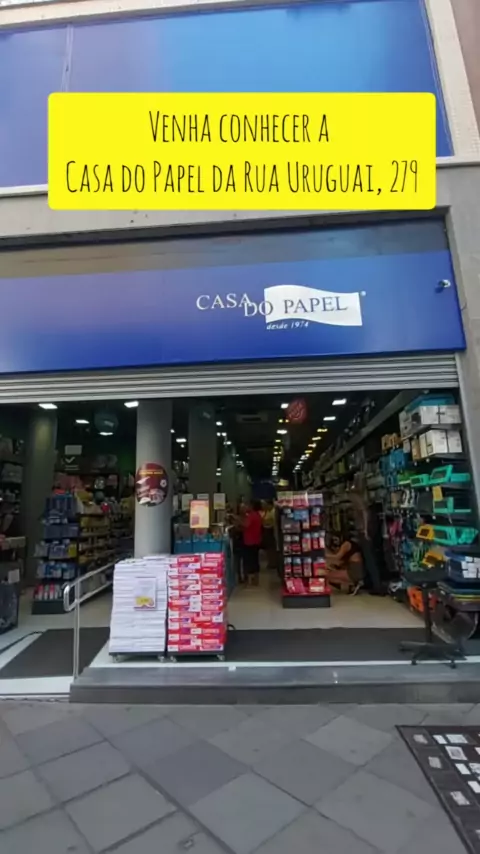 VENHA CONHECER A
CASA DO PAPEL DA RUA URUGUAI, 279
CASA DO PAPEL®
desde 1974